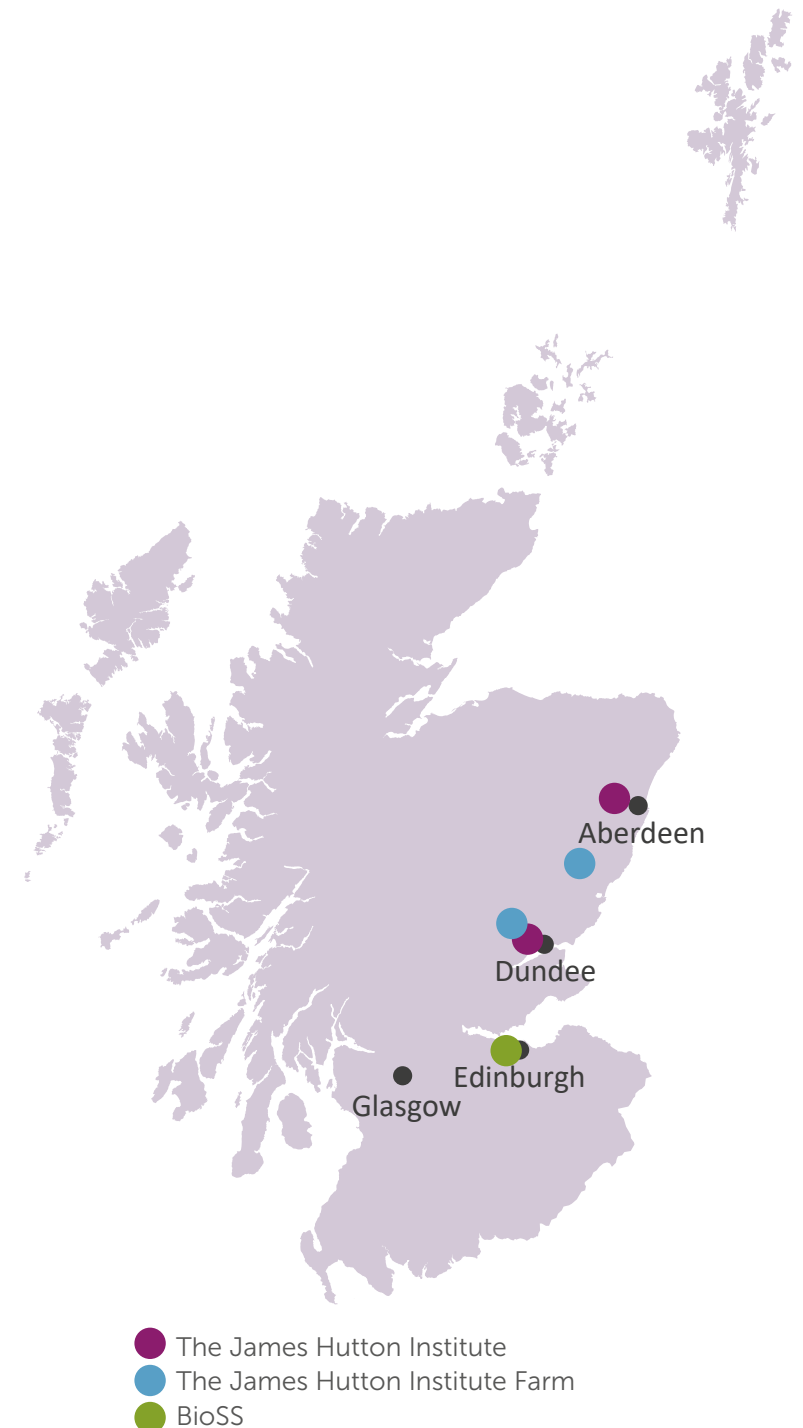 Aberdeen
Dundee
Edinburgh
Glasgow
The James Hutton Institute
The James Hutton Institute Farm
BioSS